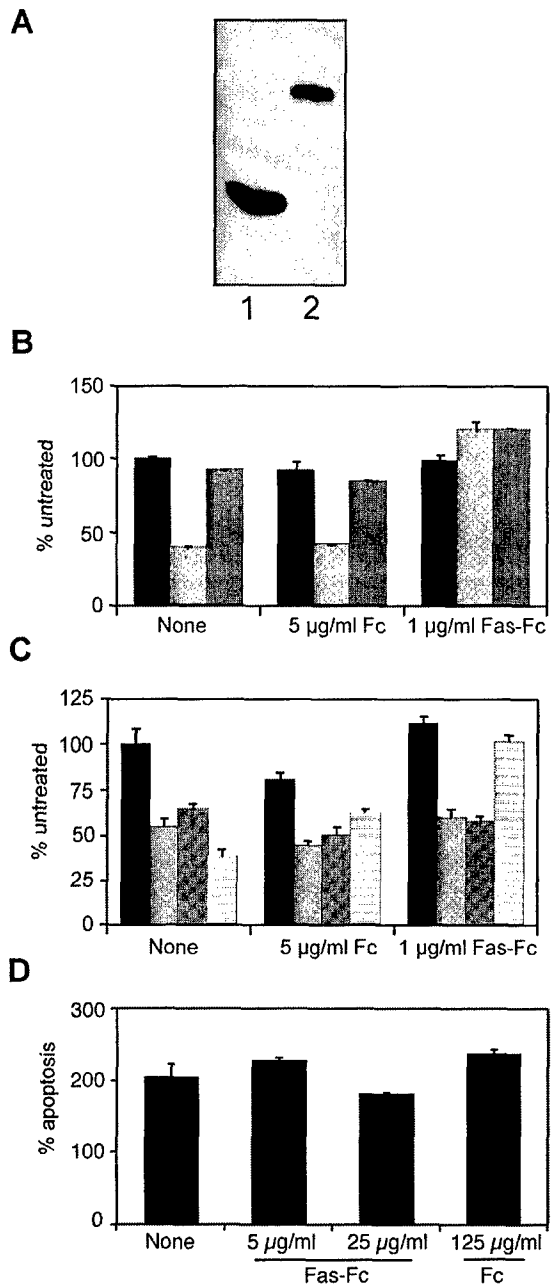 A
1 2
B
150
100
50
0
% untreated
None 5 µg/ml Fc 1 µg/ml Fas-Fc
C
125
100
75
50
25
0
% untreated
None 5 µg/ml Fc 1 µg/ml Fas-Fc
D
300
200
100
0
% apoptosis
None 5 µg/ml 25 µg/ml 125 µg/ml
Fas-Fc Fc